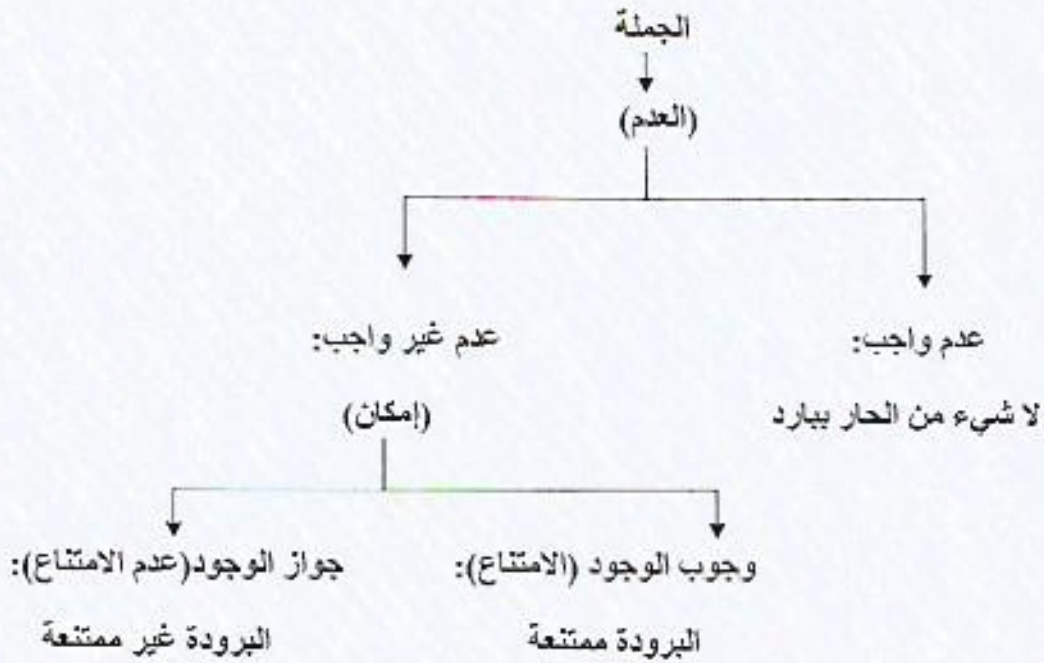 الجملة
(العدم)
عدم واجب:
عدم غير واجب:
لا شيء من الحار ببارد
(إمكان)
وجوب الوجود (الامتناع):
جواز الوجود(عدم الامتناع):
البرودة ممتنعة
البرودة غير ممتنعة